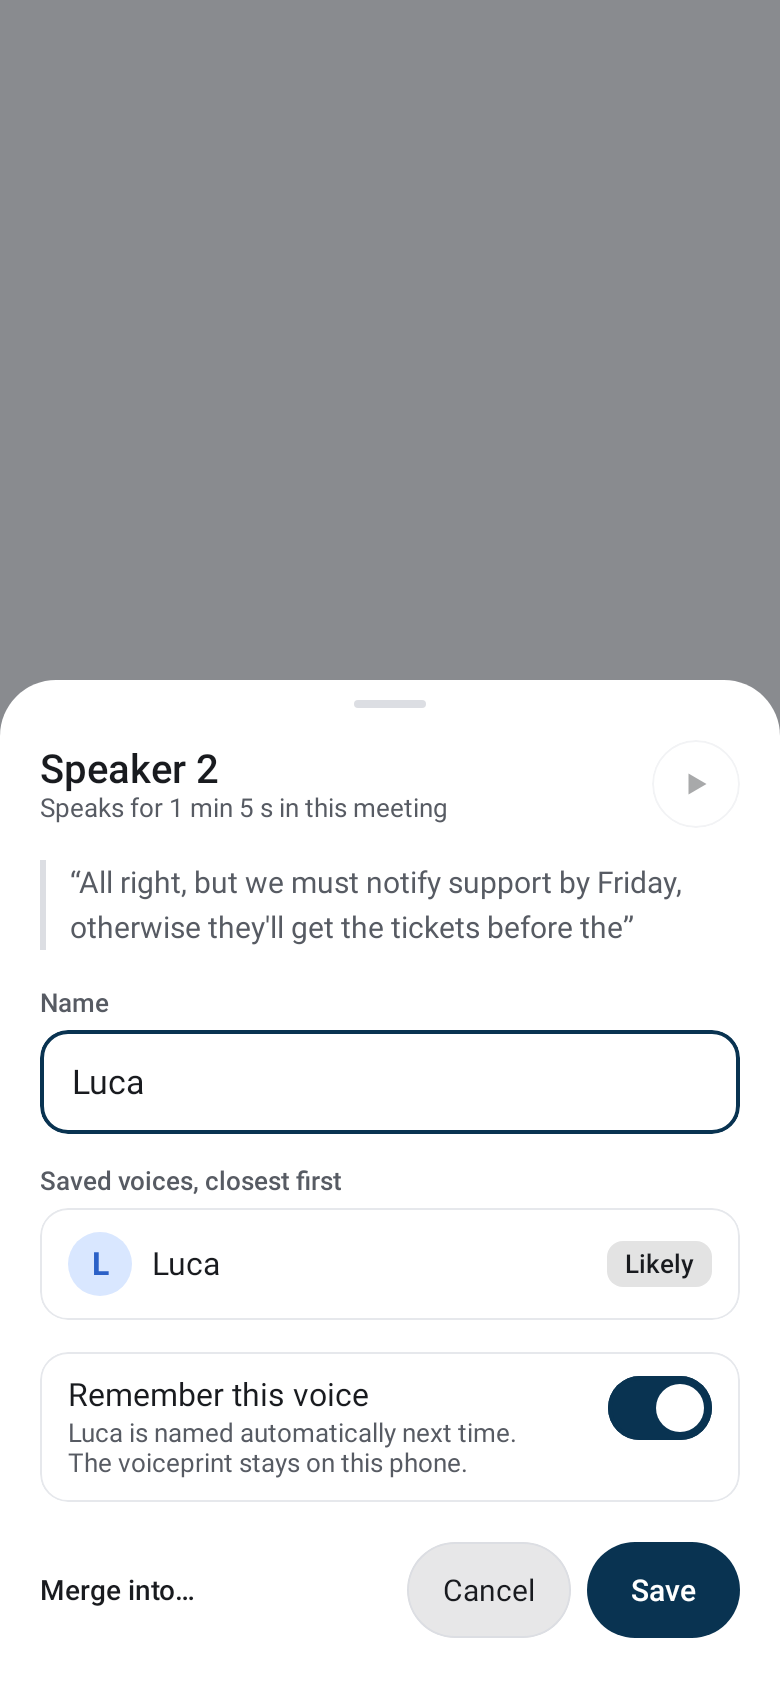 Speaker 2
Speaks for 1 min 5 s in this meeting
“All right, but we must notify support by Friday,
otherwise they'll get the tickets before the”
Name
Luca
Saved voices, closest first
L
Luca
Likely
Remember this voice
Luca is named automatically next time.
The voiceprint stays on this phone.
Merge into…
Cancel
Save